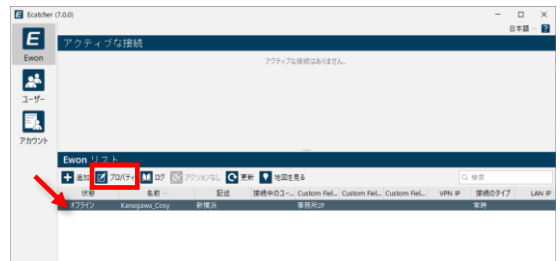 Ecatcher (7.0.0)
日本語
アクティブな接続
Ewon
アクティブな接続はありません。
ユーザー
アカウント
Ewon リスト
追加 プロパティ ログ アクションなし 更新 地図を見る 検索
状態 名前 記述 接続中のユー... Custom Fiel... Custom Fiel... Custom Fiel... VPN IP 接続のタイプ LAN IP
オフライン Kanagawa_Cosy 新横浜 事務所2F 常時